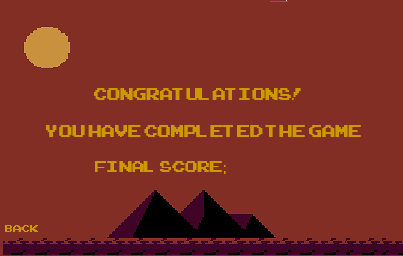 CONGRATULATIONS!
YOU HAVE COMPLETED THE GAME
FINAL SCORE:
BACK